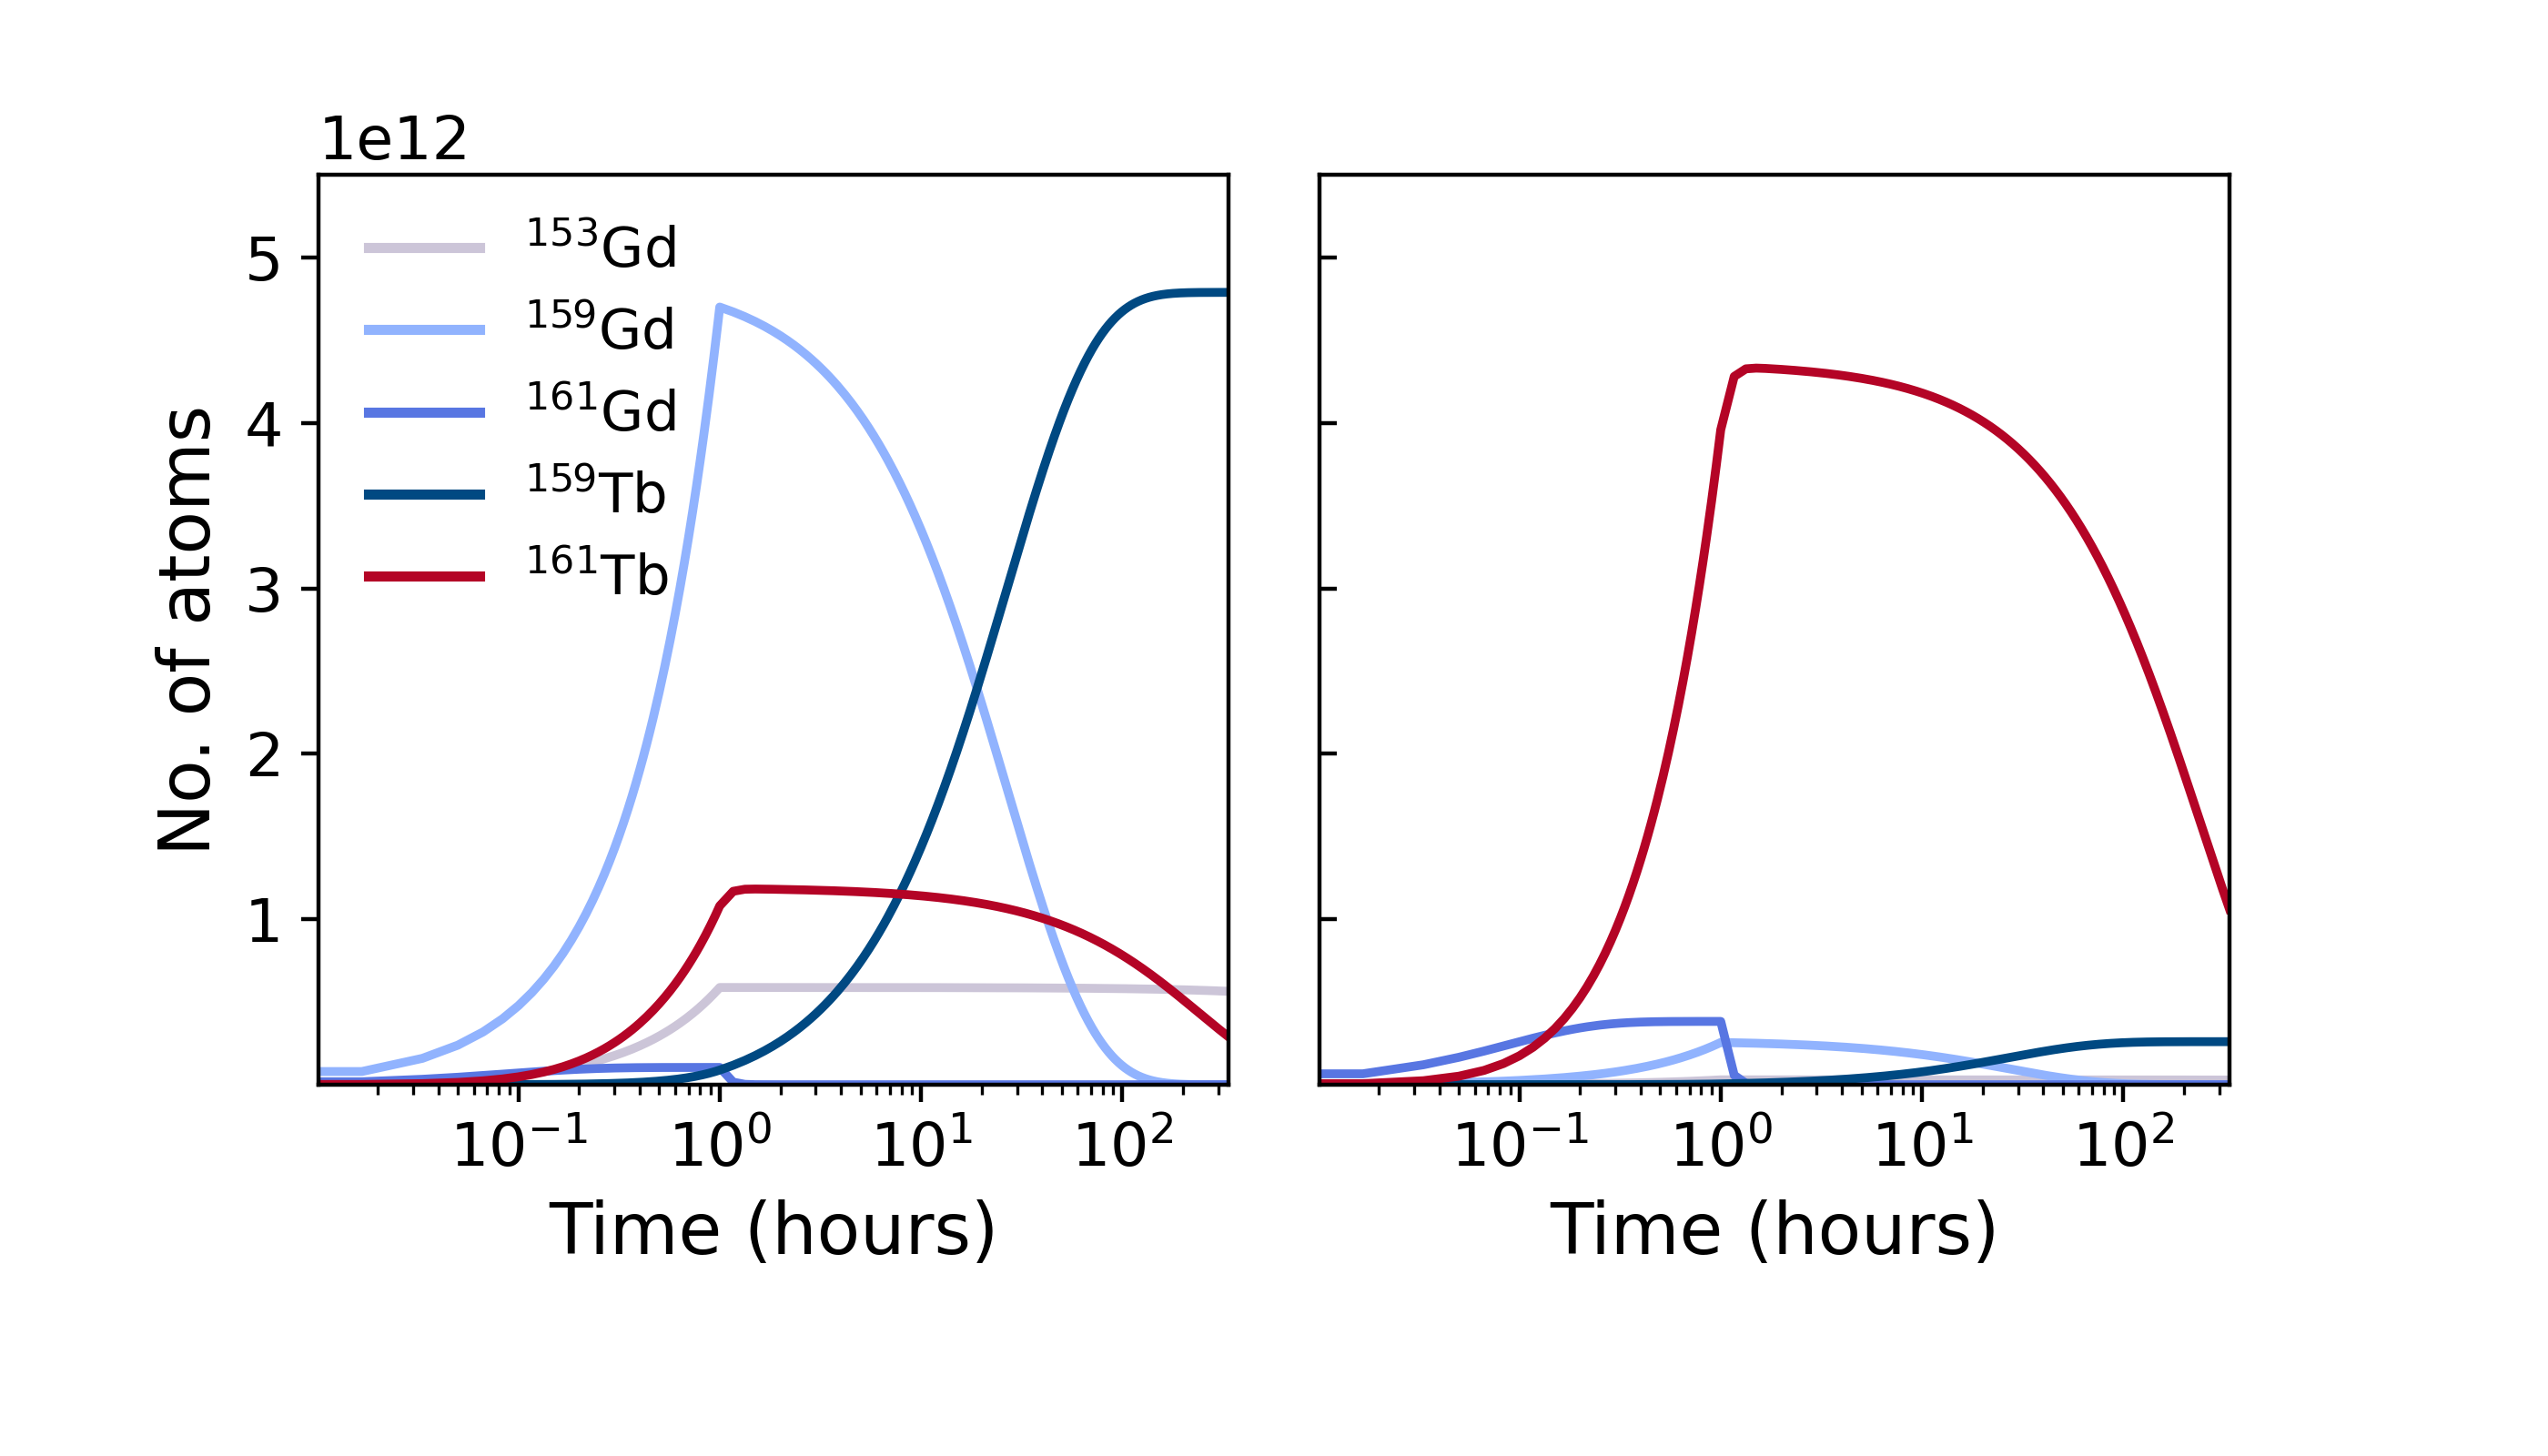 1e12
5
4
3
2
1
No. of atoms
¹⁵³Gd
¹⁵⁹Gd
¹⁶¹Gd
¹⁵⁹Tb
¹⁶¹Tb
10⁻¹ 10⁰ 10¹ 10²
Time (hours)
10⁻¹ 10⁰ 10¹ 10²
Time (hours)